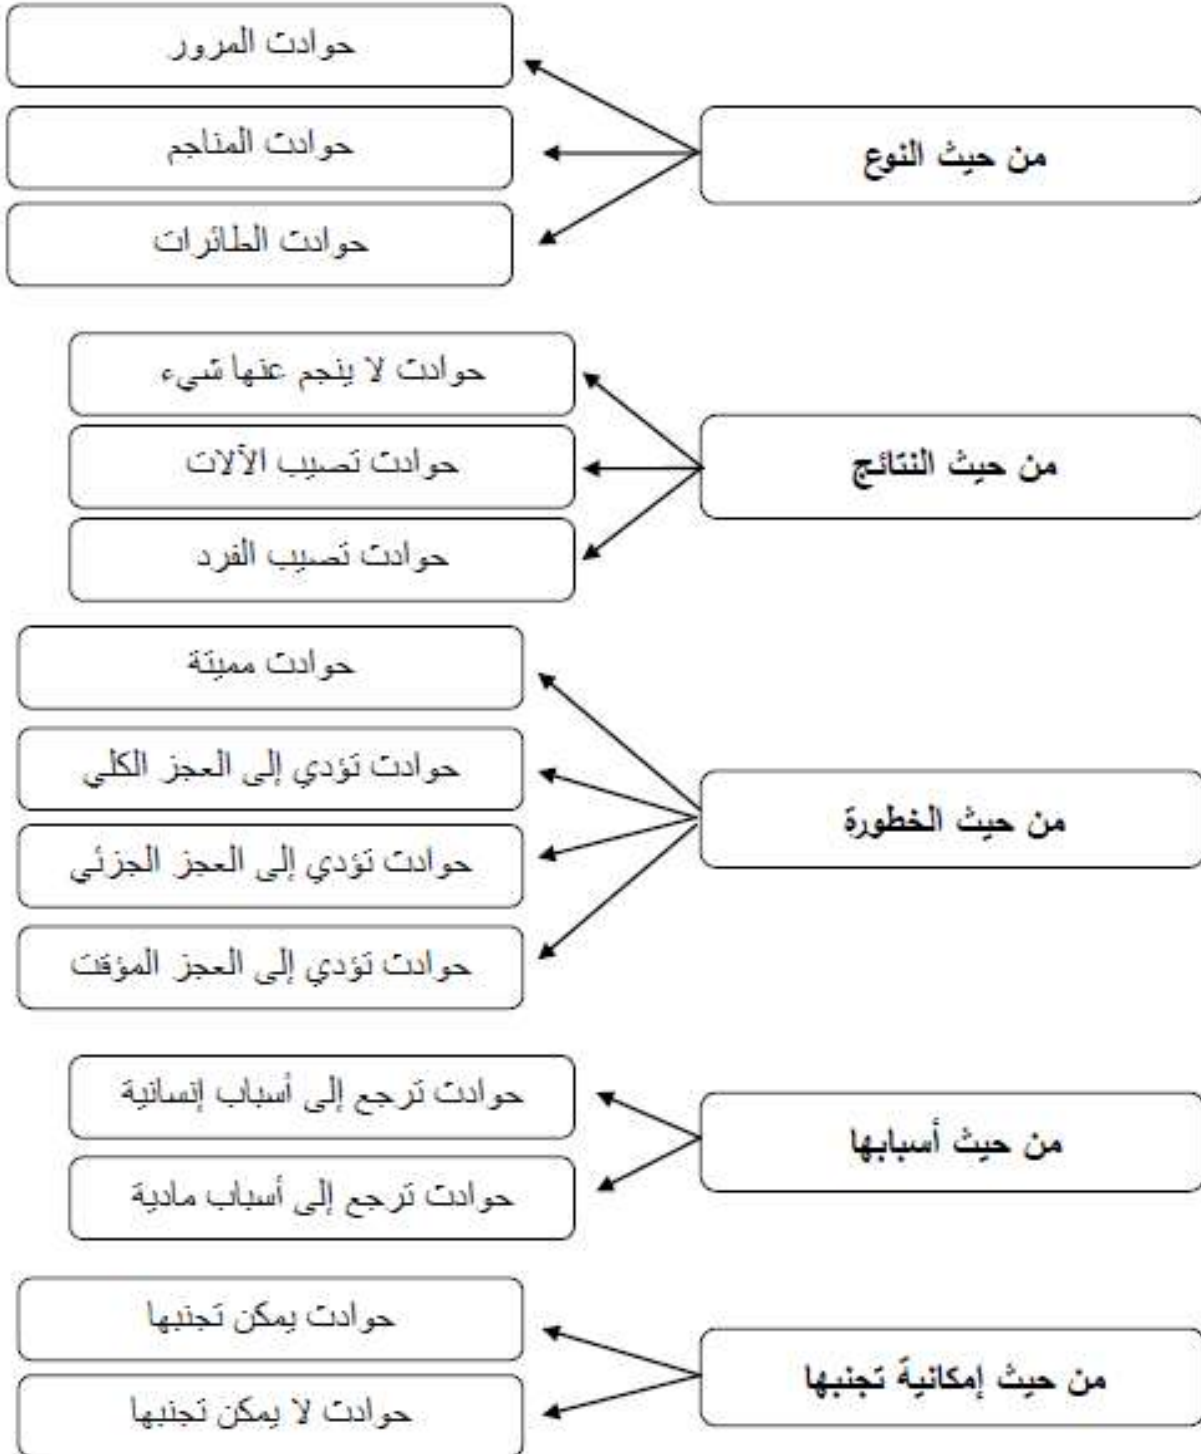 من حيث النوع
حوادث المرور
حوادث المناجم
حوادث الطائرات
من حيث النتائج
حوادث لا ينجم عنها شيء
حوادث تصيب الآلات
حوادث تصيب الفرد
من حيث الخطورة
حوادث مميتة
حوادث تؤدي إلى العجز الكلي
حوادث تؤدي إلى العجز الجزئي
حوادث تؤدي إلى العجز المؤقت
من حيث أسبابها
حوادث ترجع إلى أسباب إنسانية
حوادث ترجع إلى أسباب مادية
من حيث إمكانية تجنبها
حوادث يمكن تجنبها
حوادث لا يمكن تجنبها